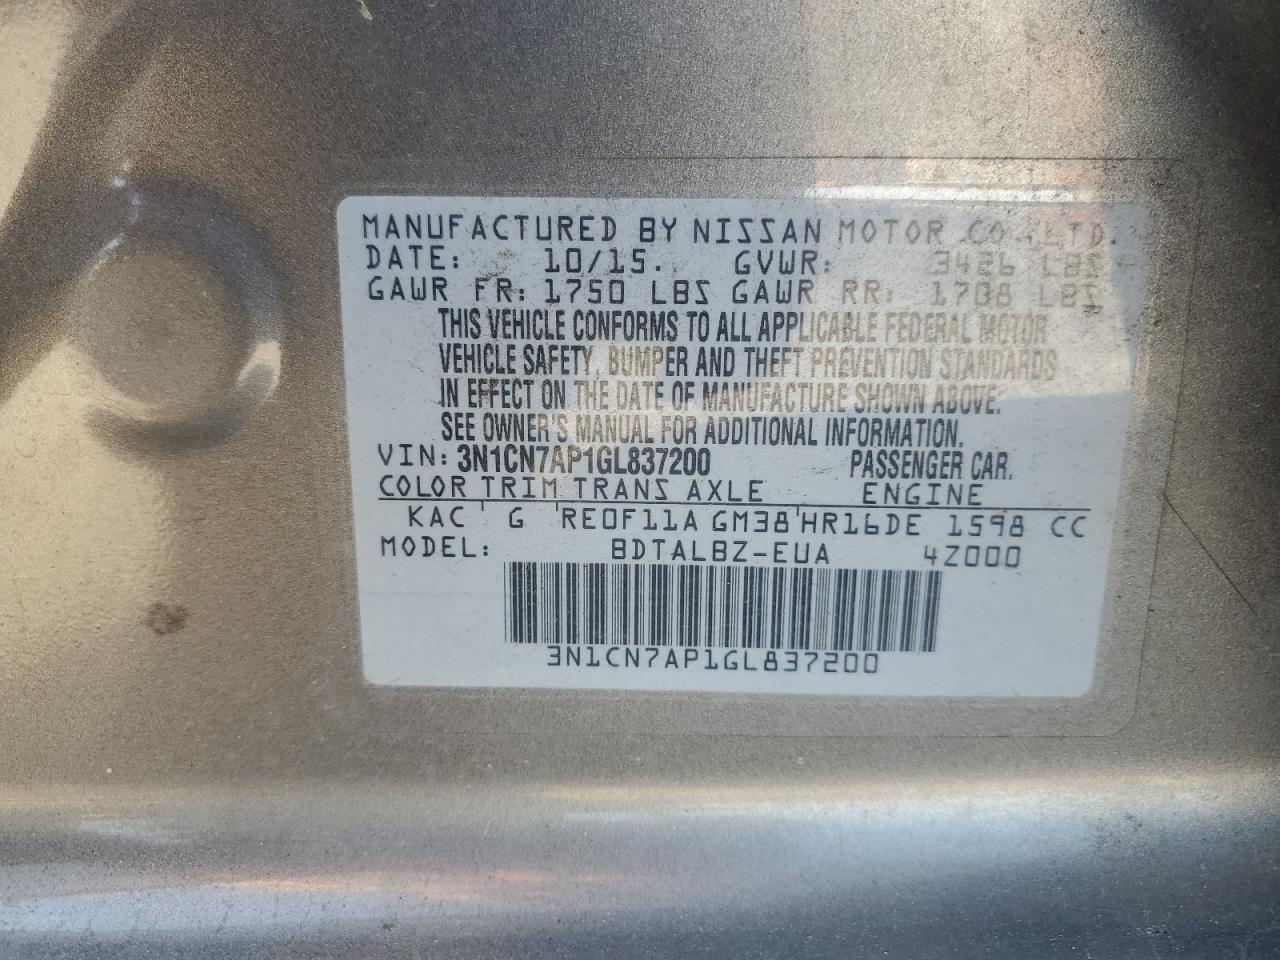 MANUFACTURED BY NISSAN MOTOR CO.,LTD.
DATE: 10/15. GVWR: 3426 LBS
GAWR FR: 1750 LBS GAWR RR: 1708 LBS
THIS VEHICLE CONFORMS TO ALL APPLICABLE FEDERAL MOTOR
VEHICLE SAFETY, BUMPER AND THEFT PREVENTION STANDARDS
IN EFFECT ON THE DATE OF MANUFACTURE SHOWN ABOVE.
SEE OWNER'S MANUAL FOR ADDITIONAL INFORMATION.
VIN: 3N1CN7AP1GL837200 PASSENGER CAR.
COLOR TRIM TRANS AXLE ENGINE
KAC G RE0F11A GM38 HR16DE 1598 CC
MODEL: BDTALBZ-EUA 4Z000
3N1CN7AP1GL837200